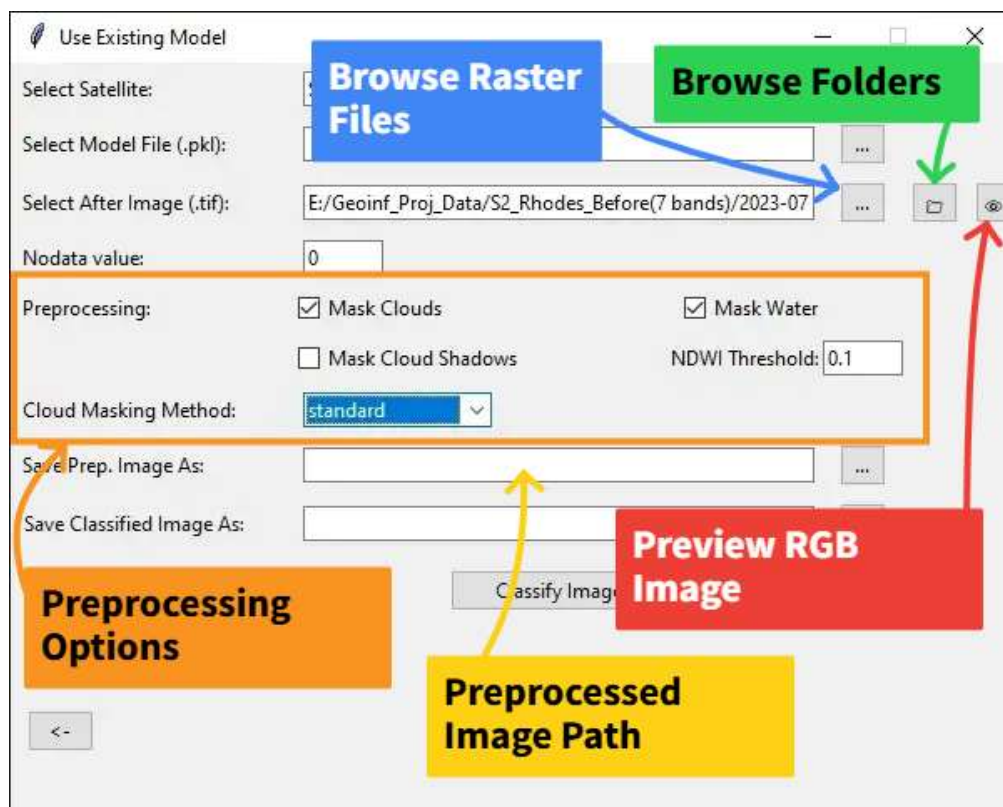 Use Existing Model
Browse Raster
Files
Browse Folders
Select Satellite:
Select Model File (.pkl):
...
Select After Image (.tif):
E:/Geoinf_Proj_Data/S2_Rhodes_Before(7 bands)/2023-07
...
Nodata value:
0
Preprocessing:
Mask Clouds
Mask Water
Mask Cloud Shadows
NDWI Threshold:
0.1
Cloud Masking Method:
standard
Save Prep. Image As:
...
Save Classified Image As:
Preview RGB
Image
Classify Image
Preprocessing
Options
Preprocessed
Image Path
<-